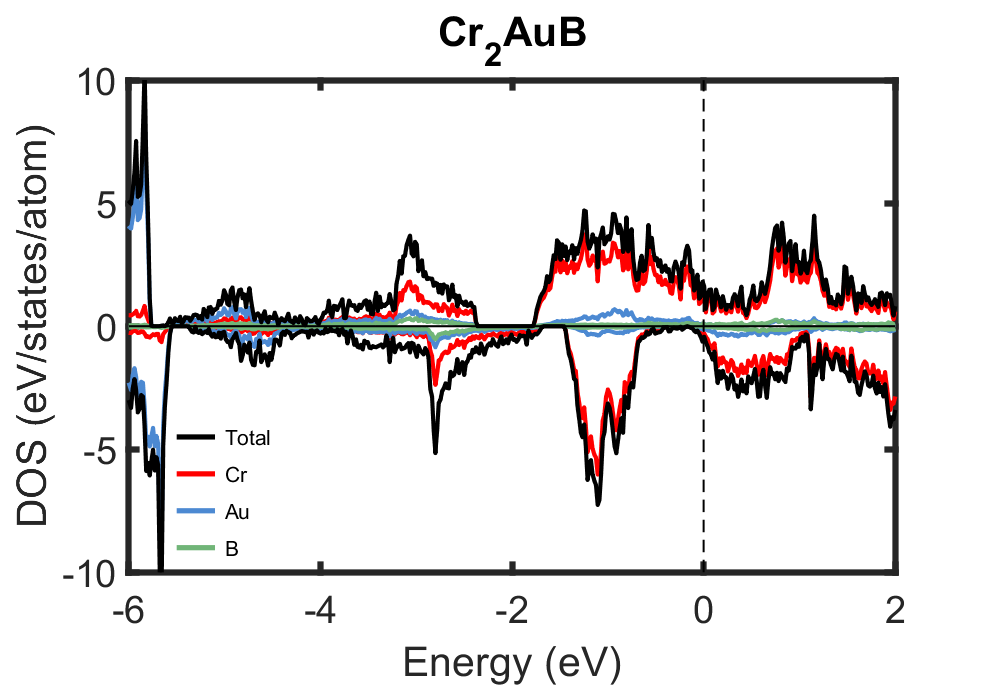 Cr2AuB
DOS (eV/states/atom)
10
5
0
-5
-10
Total
Cr
Au
B
-6 -4 -2 0 2
Energy (eV)